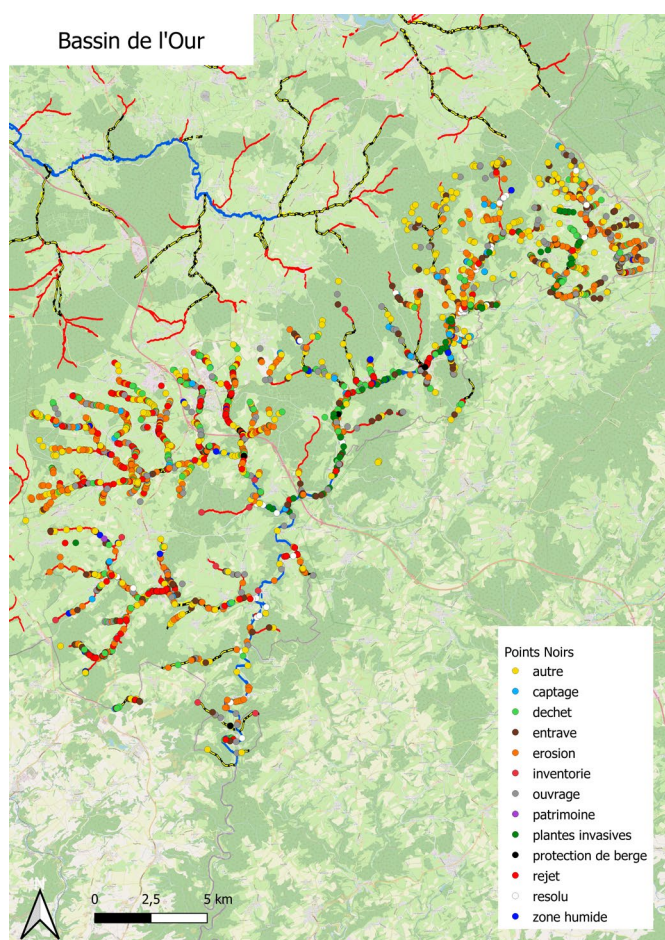 Bassin de l'Our
Points Noirs
autre
captage
dechet
entrave
erosion
inventorie
ouvrage
patrimoine
plantes invasives
protection de berge
rejet
resolu
zone humide
0 2,5 5 km